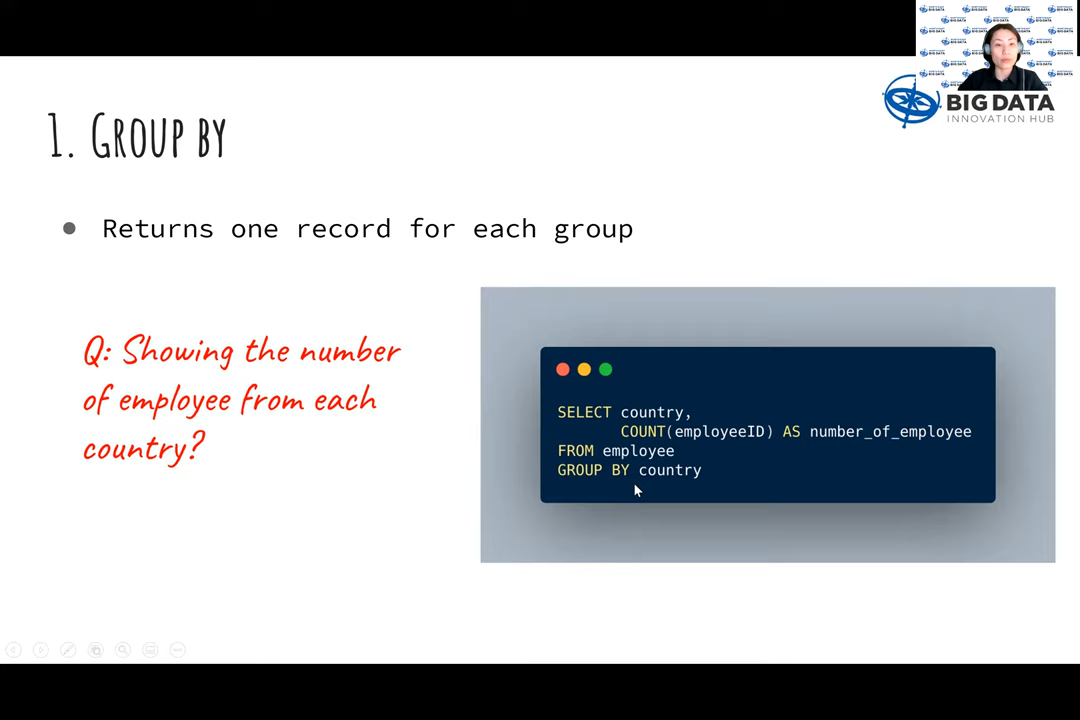 BIG DATA
INNOVATION HUB
1. GROUP BY
Returns one record for each group
Q: Showing the number
of employee from each
country?
SELECT country,
COUNT(employeeID) AS number_of_employee
FROM employee
GROUP BY country